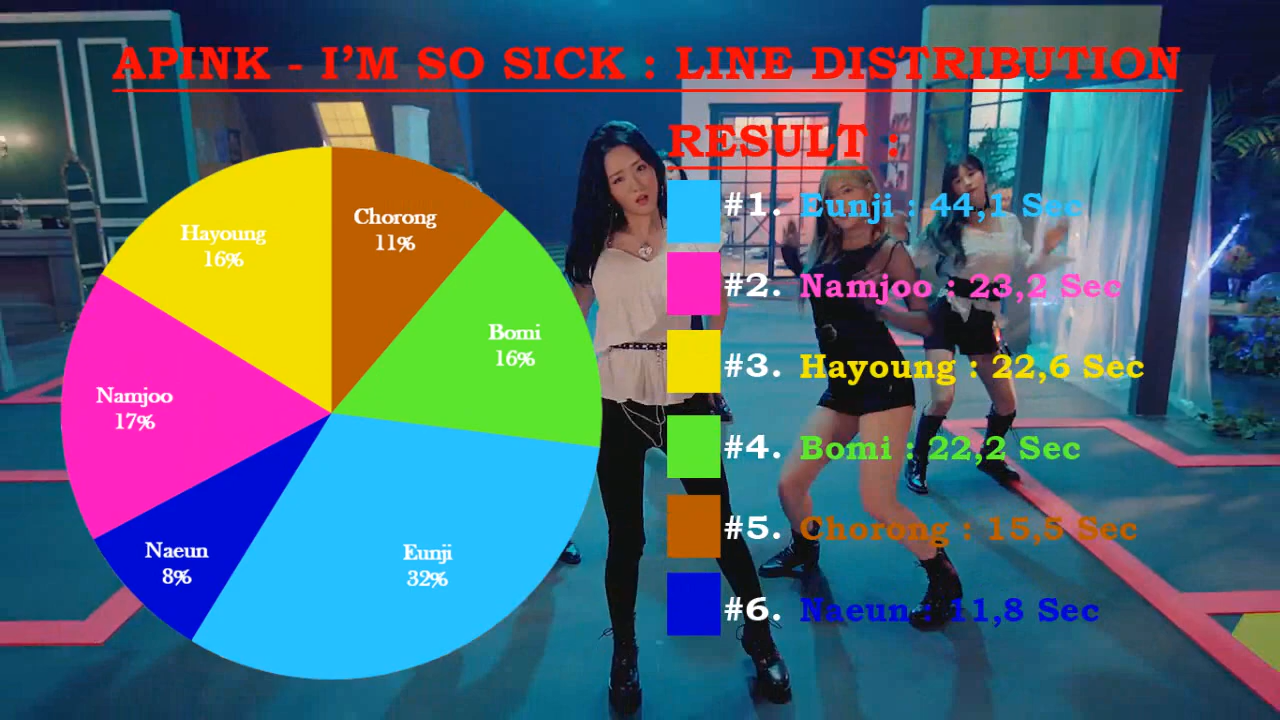 APINK - I'M SO SICK : LINE DISTRIBUTION
RESULT :
Chorong
11%
Hayoung
16%
Bomi
16%
Namjoo
17%
Naeun
8%
Eunji
32%
#1. Eunji : 44,1 Sec
#2. Namjoo : 23,2 Sec
#3. Hayoung : 22,6 Sec
#4. Bomi : 22,2 Sec
#5. Chorong : 15,5 Sec
#6. Naeun : 11,8 Sec